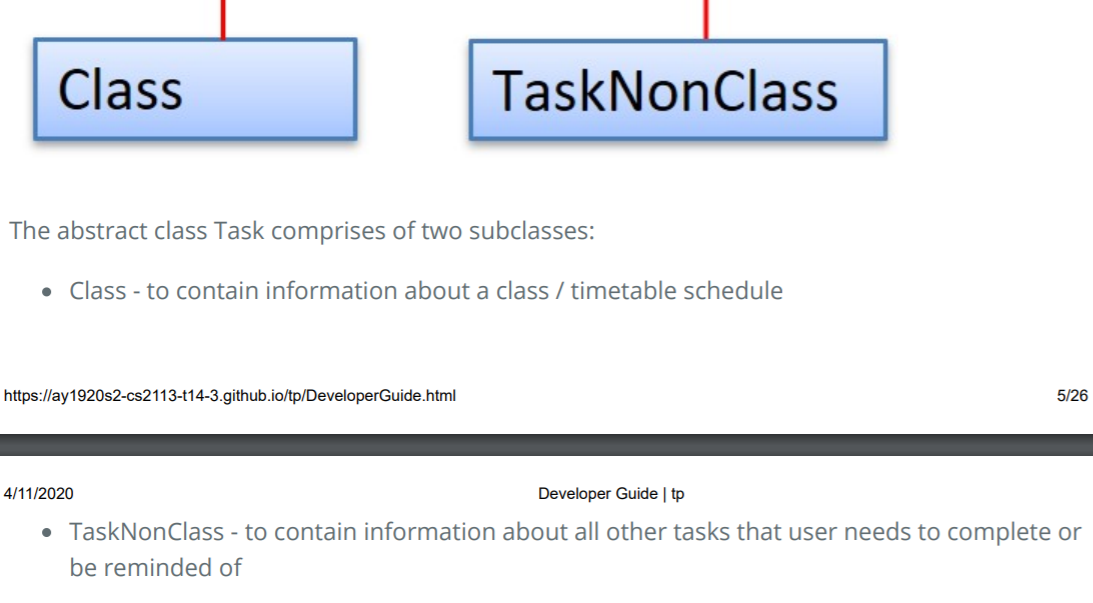 Class
TaskNonClass
The abstract class Task comprises of two subclasses:
Class - to contain information about a class / timetable schedule
https://ay1920s2-cs2113-t14-3.github.io/tp/DeveloperGuide.html 5/26
4/11/2020 Developer Guide | tp
TaskNonClass - to contain information about all other tasks that user needs to complete or
be reminded of